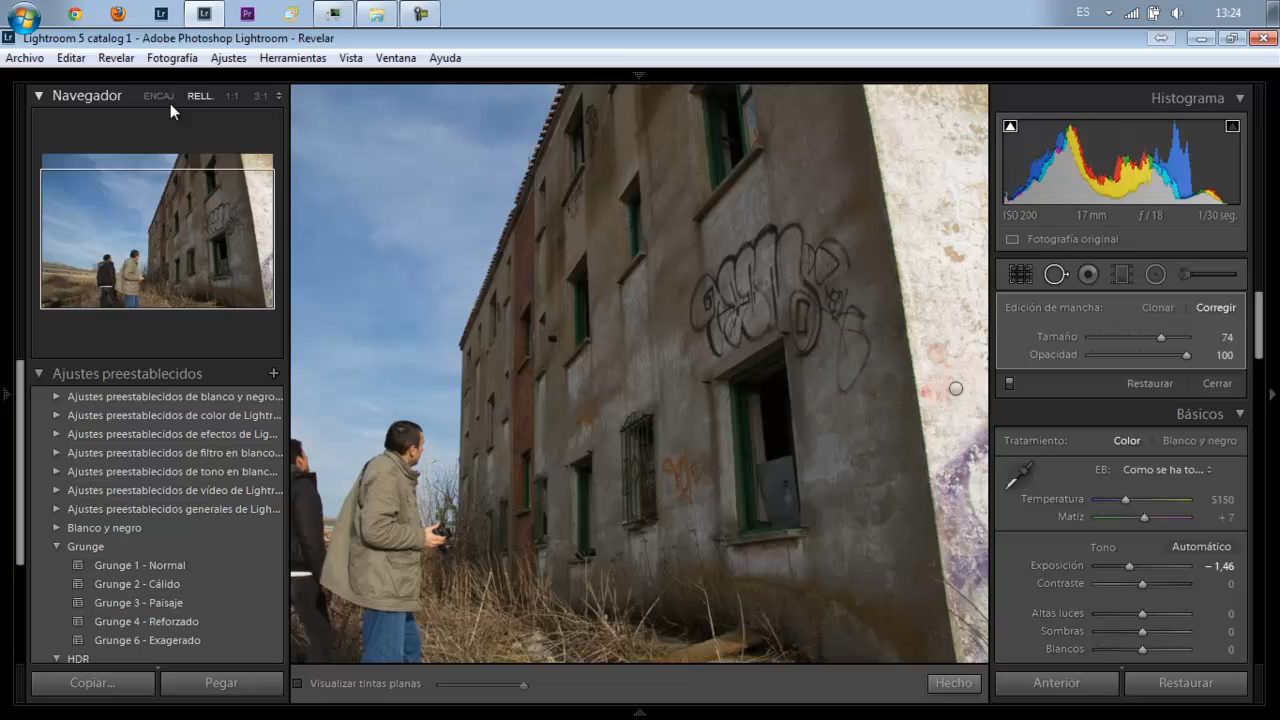 Lr
Lr
Pr
ES
13:24
Lr
Lightroom 5 catalog 1 - Adobe Photoshop Lightroom - Revelar
Archivo Editar Revelar Fotografía Ajustes Herramientas Vista Ventana Ayuda
Navegador ENCAJ RELL. 1:1 3:1
Ajustes preestablecidos +
Ajustes preestablecidos de blanco y negro...
Ajustes preestablecidos de color de Lightr...
Ajustes preestablecidos de efectos de Lig...
Ajustes preestablecidos de filtro en blanc...
Ajustes preestablecidos de tono en blanc...
Ajustes preestablecidos de vídeo de Lightr...
Ajustes preestablecidos generales de Ligh...
Blanco y negro
Grunge
Grunge 1 - Normal
Grunge 2 - Cálido
Grunge 3 - Paisaje
Grunge 4 - Reforzado
Grunge 6 - Exagerado
HDR
Copiar... Pegar
Visualizar tintas planas
Hecho
Histograma
ISO 200 17 mm ƒ / 18 1/30 seg.
Fotografía original
Edición de mancha: Clonar Corregir
Tamaño 74
Opacidad 100
Restaurar Cerrar
Básicos
Tratamiento: Color Blanco y negro
EB: Como se ha to...
Temperatura 5150
Matiz + 7
Tono Automático
Exposición − 1,46
Contraste 0
Altas luces 0
Sombras 0
Blancos 0
Anterior Restaurar